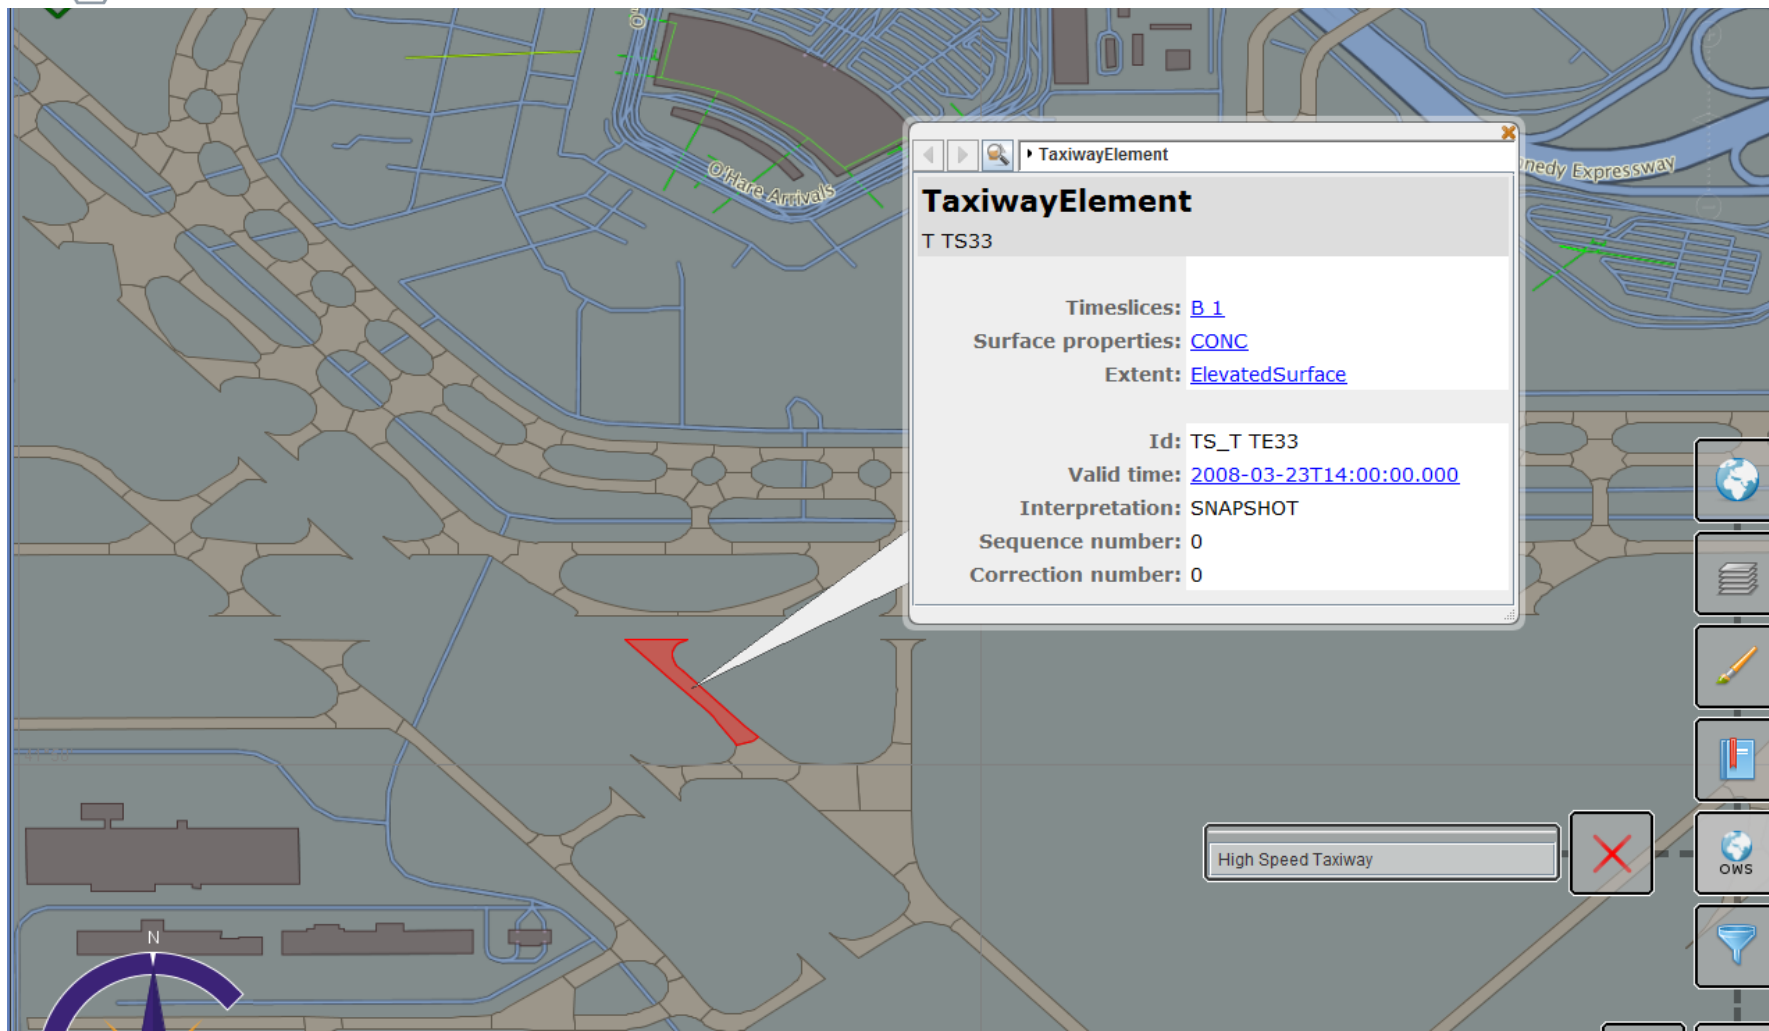 O'Hare Arrivals
nedy Expressway
TaxiwayElement
TaxiwayElement
T TS33
Timeslices: B 1
Surface properties: CONC
Extent: ElevatedSurface
Id: TS_T TE33
Valid time: 2008-03-23T14:00:00.000
Interpretation: SNAPSHOT
Sequence number: 0
Correction number: 0
High Speed Taxiway
OWS
N